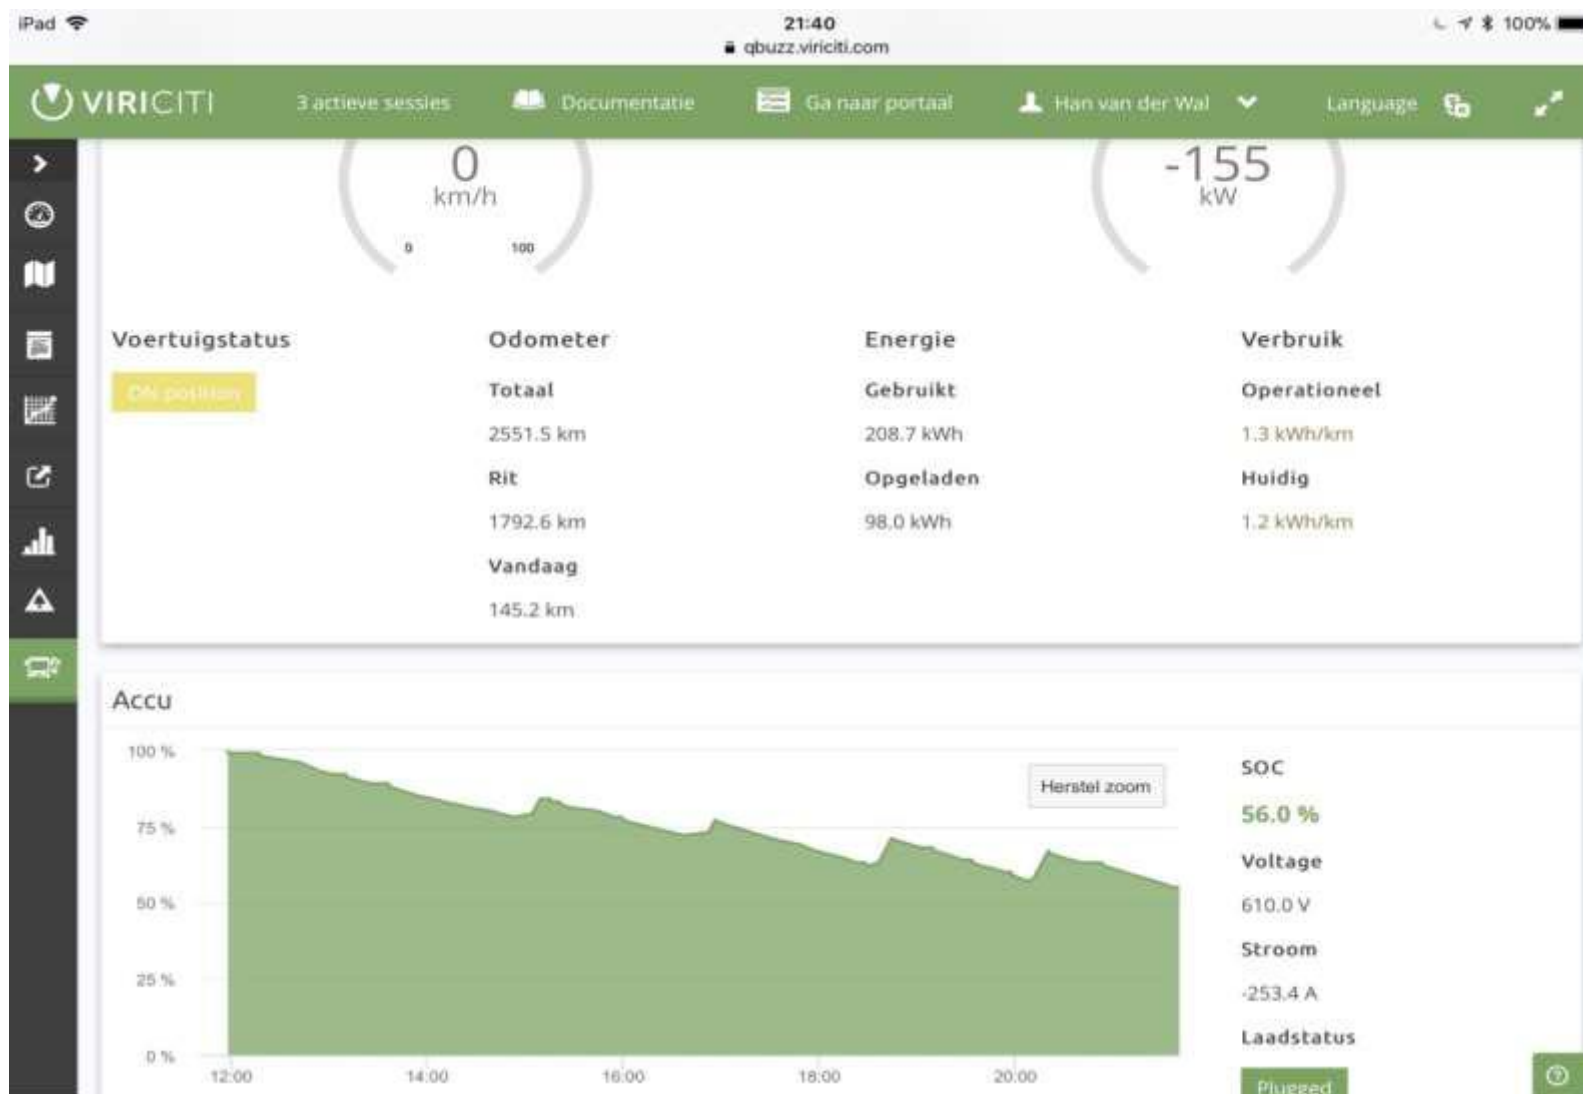 iPad
21:40
100%
qbuzz.viriciti.com
VIRICITI
3 actieve sessies
Documentatie
Ga naar portaal
Han van der Wal
Language
0
km/h
0
100
-155
kW
Voertuigstatus
ON position
Odometer
Totaal
2551.5 km
Rit
1792.6 km
Vandaag
145.2 km
Energie
Gebruikt
208.7 kWh
Opgeladen
98.0 kWh
Verbruik
Operationeel
1.3 kWh/km
Huidig
1.2 kWh/km
Accu
100 %
75 %
50 %
25 %
0 %
12:00
14:00
16:00
18:00
20:00
Herstel zoom
SOC
56.0 %
Voltage
610.0 V
Stroom
-253.4 A
Laadstatus
Plugged